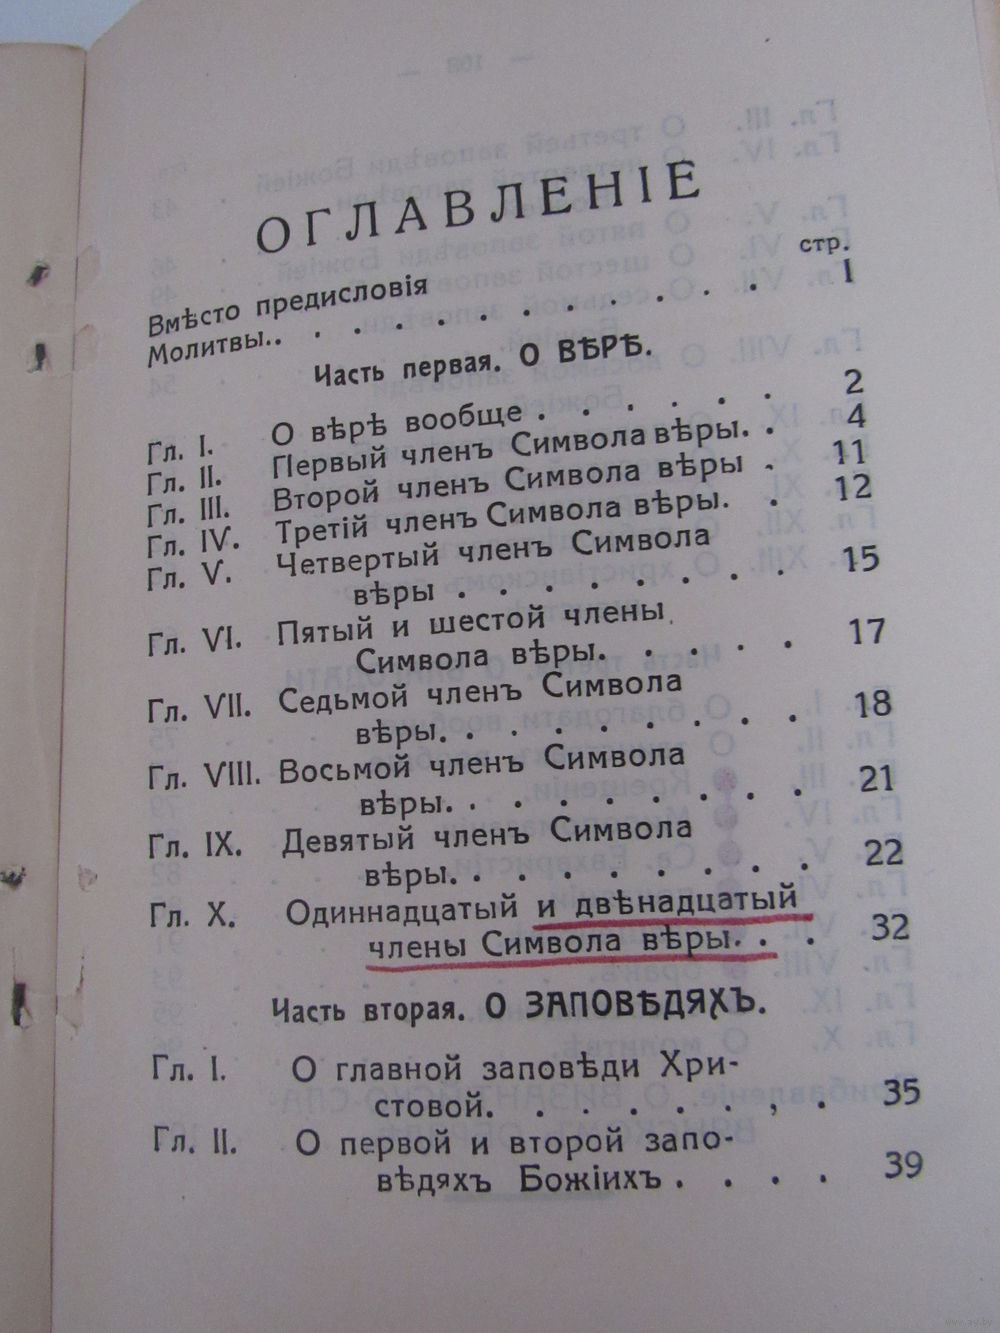 ОГЛАВЛЕНІЕ
стр.
Вмѣсто предисловія
Молитвы. . . . . . . . . . . . . 1
Часть первая. О ВѢРѢ.
Гл. I. О вѣрѣ вообще . . . . . . 2
Гл. II. Первый членъ Символа вѣры. . 4
Гл. III. Второй членъ Символа вѣры . 11
Гл. IV. Третій членъ Символа вѣры. . 12
Гл. V. Четвертый членъ Символа
вѣры . . . . . . . . 15
Гл. VI. Пятый и шестой члены
Символа вѣры. . . . . 17
Гл. VII. Седьмой членъ Символа
вѣры. . . . . . . . . 18
Гл. VIII. Восьмой членъ Символа
вѣры. . . . . . . . . 21
Гл. IX. Девятый членъ Символа
вѣры. . . . . . . . . 22
Гл. X. Одиннадцатый и двѣнадцатый
члены Символа вѣры. . . 32
Часть вторая. О ЗАПОВѢДЯХЪ.
Гл. I. О главной заповѣди Хри-
стовой. . . . . . . , . 35
Гл. II. О первой и второй запо-
вѣдяхъ Божіихъ . . . . 39